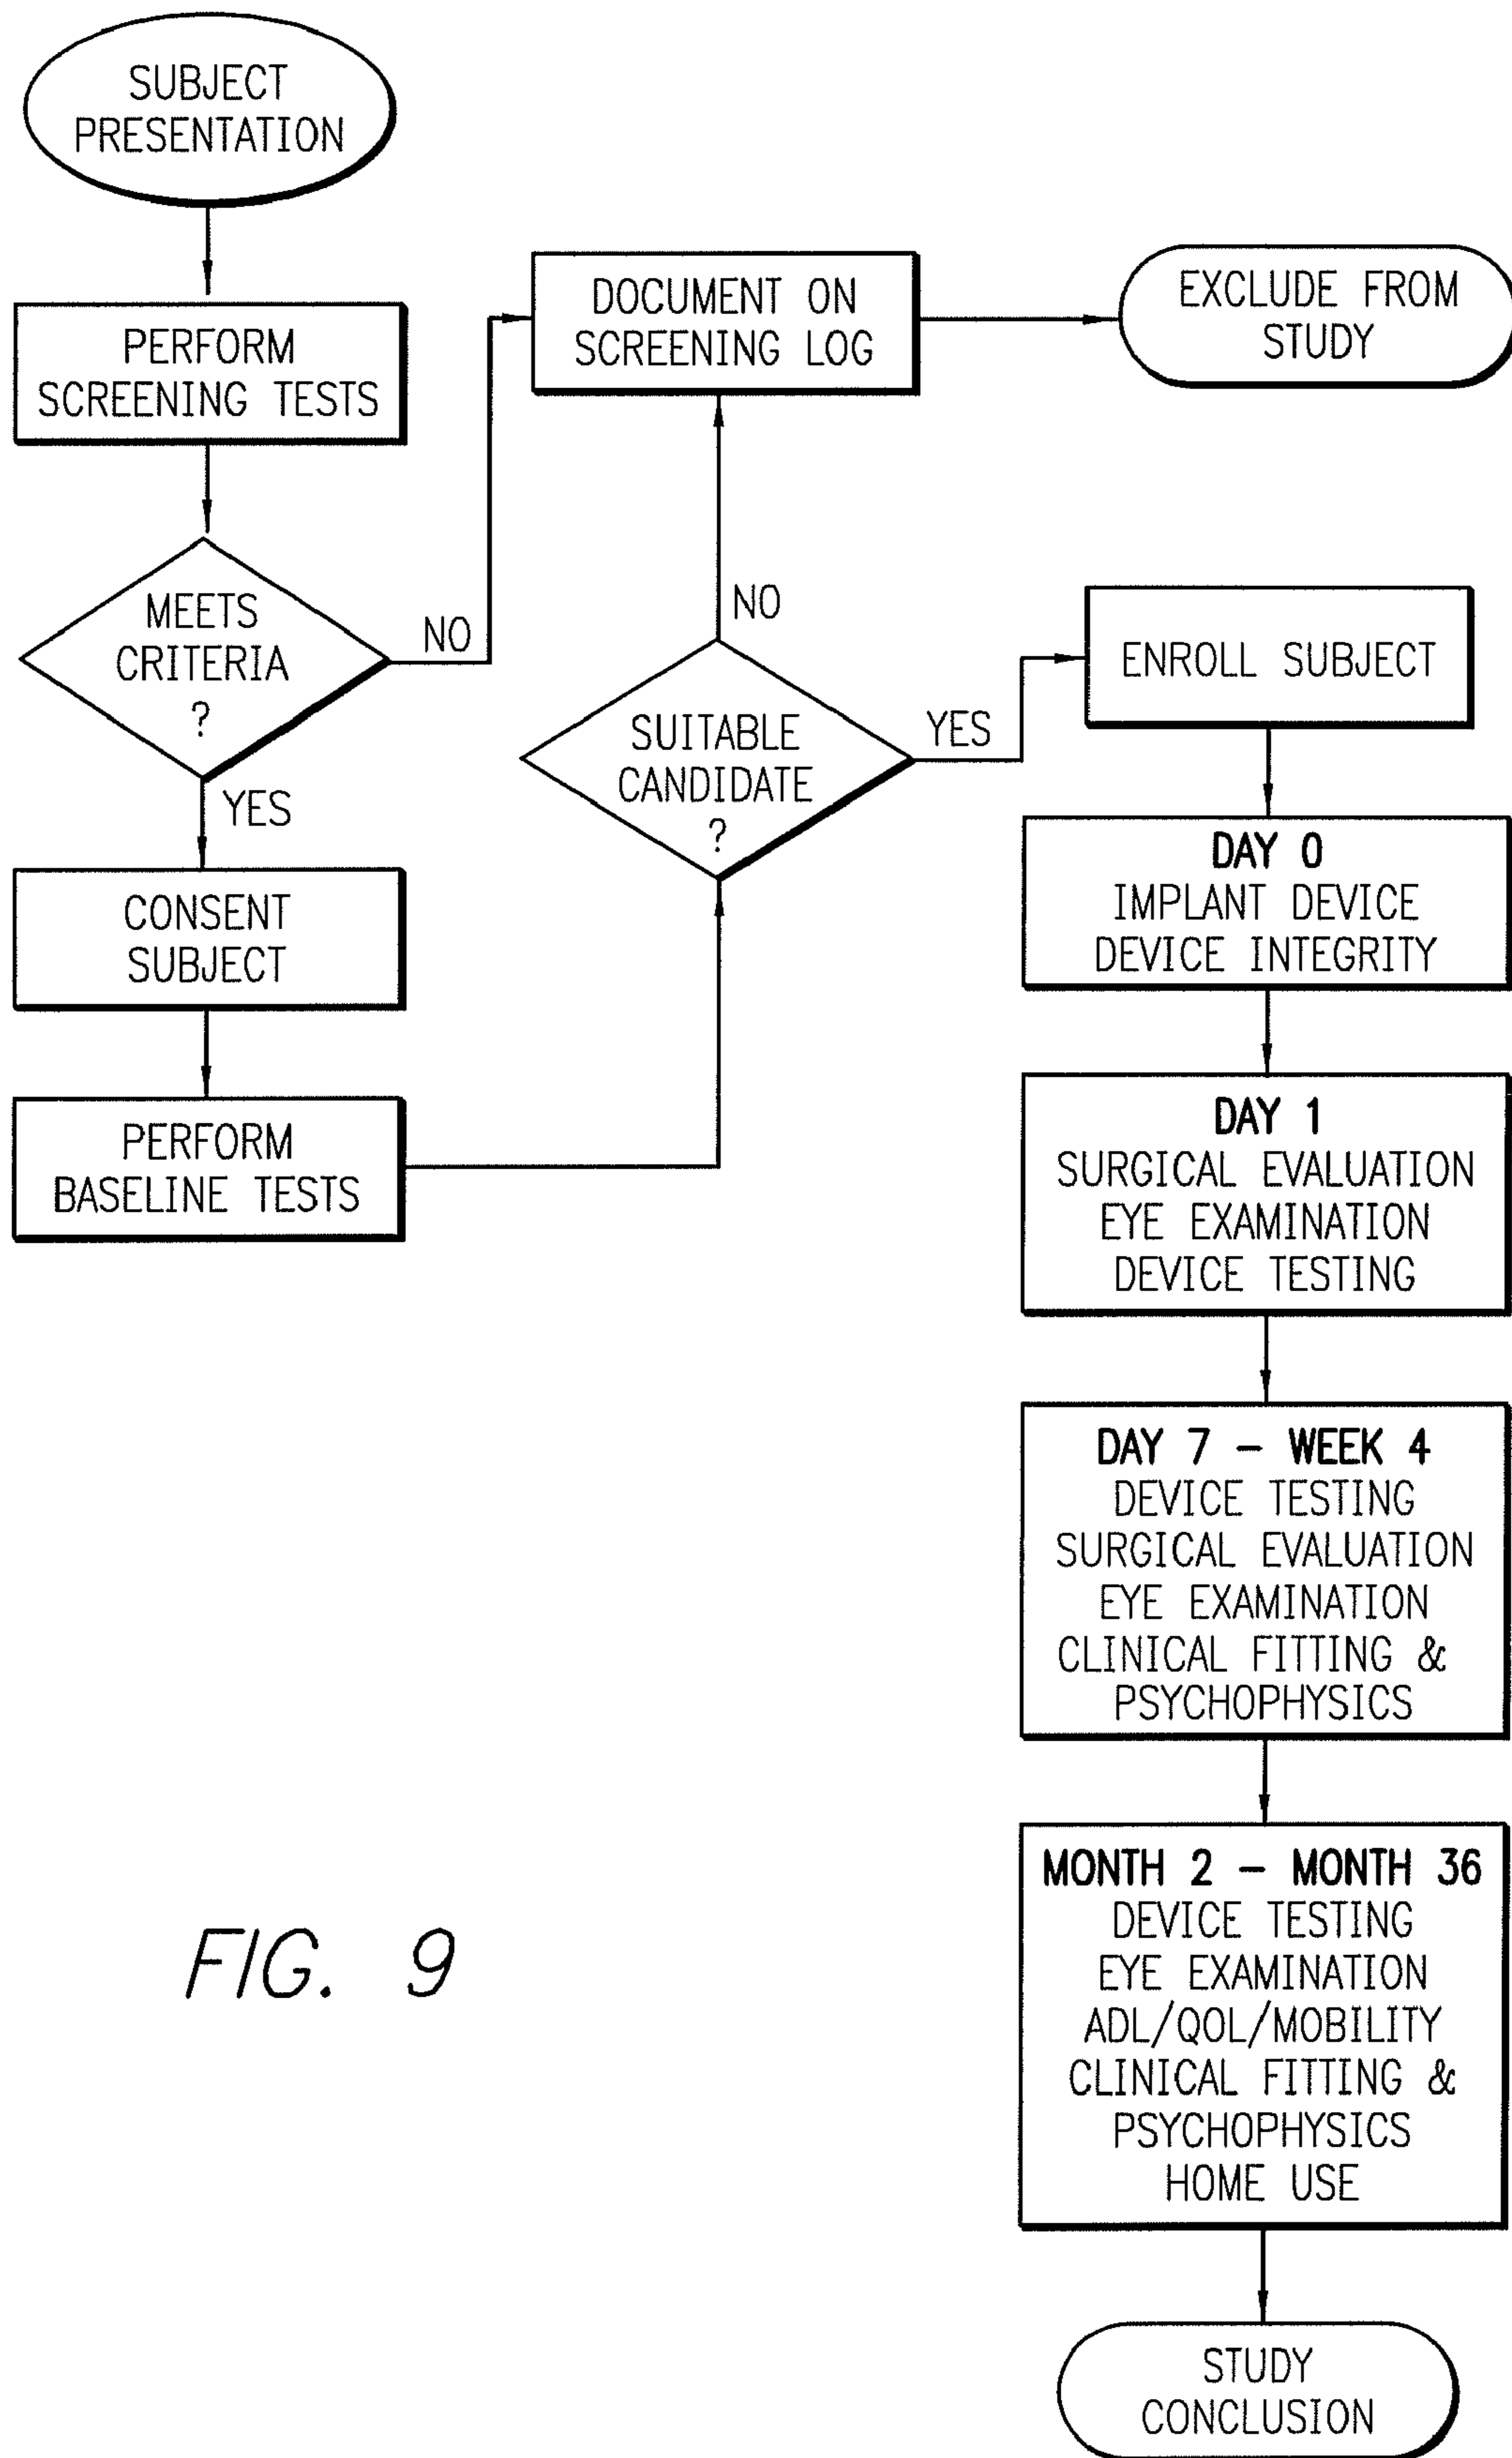 SUBJECT
PRESENTATION
PERFORM
SCREENING TESTS
MEETS
CRITERIA
?
NO
YES
CONSENT
SUBJECT
PERFORM
BASELINE TESTS
DOCUMENT ON
SCREENING LOG
EXCLUDE FROM
STUDY
NO
SUITABLE
CANDIDATE
?
YES
ENROLL SUBJECT
DAY 0
IMPLANT DEVICE
DEVICE INTEGRITY
DAY 1
SURGICAL EVALUATION
EYE EXAMINATION
DEVICE TESTING
DAY 7 – WEEK 4
DEVICE TESTING
SURGICAL EVALUATION
EYE EXAMINATION
CLINICAL FITTING &
PSYCHOPHYSICS
MONTH 2 – MONTH 36
DEVICE TESTING
EYE EXAMINATION
ADL/QOL/MOBILITY
CLINICAL FITTING &
PSYCHOPHYSICS
HOME USE
STUDY
CONCLUSION
FIG. 9